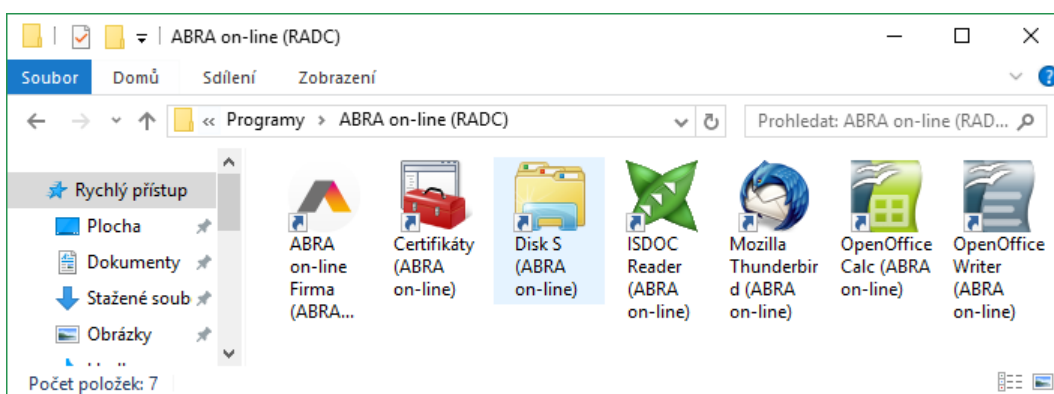 ABRA on-line (RADC)
Soubor Domů Sdílení Zobrazení
« Programy › ABRA on-line (RADC)
Prohledat: ABRA on-line (RAD...
Rychlý přístup
Plocha
Dokumenty
Stažené soub
Obrázky
ABRA
on-line
Firma
(ABRA...
Certifikáty
(ABRA
on-line)
Disk S
(ABRA
on-line)
ISDOC
Reader
(ABRA
on-line)
Mozilla
Thunderbir
d (ABRA
on-line)
OpenOffice
Calc (ABRA
on-line)
OpenOffice
Writer
(ABRA
on-line)
Počet položek: 7